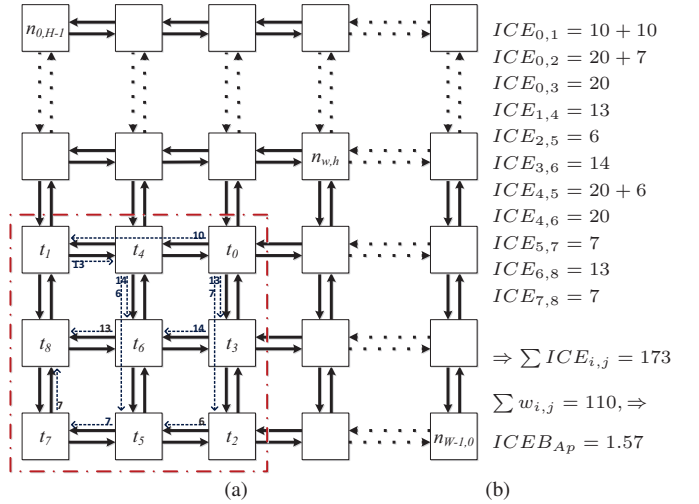 n0,H-1
ICE0,1 = 10 + 10
ICE0,2 = 20 + 7
ICE0,3 = 20
ICE1,4 = 13
ICE2,5 = 6
nw,h
ICE3,6 = 14
ICE4,5 = 20 + 6
ICE4,6 = 20
ICE5,7 = 7
ICE6,8 = 13
ICE7,8 = 7
10
t1 t4 t0
13 14 13
6 7
13 14
t8 t6 t3
⇒ ∑ ICEi,j = 173
7
∑ wi,j = 110, ⇒
7 6
t7 t5 t2 nW-1,0
ICEBAp = 1.57
(a) (b)